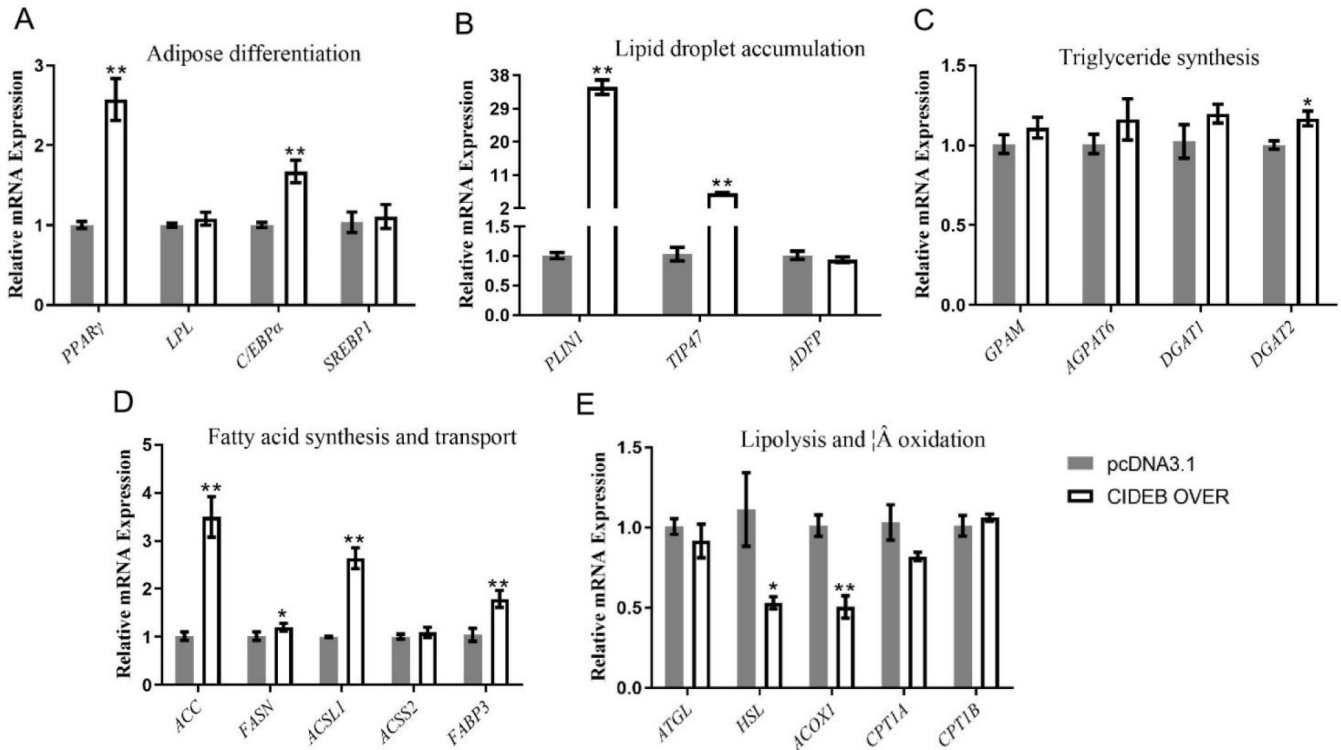 A
Adipose differentiation
Relative mRNA Expression
3
2
1
0
**
**
PPARγ
LPL
C/EBPα
SREBP1
B
Lipid droplet accumulation
Relative mRNA Expression
38
29
20
11
2
1.5
1.0
0.5
0.0
**
**
PLIN1
TIP47
ADFP
C
Triglyceride synthesis
Relative mRNA Expression
1.5
1.0
0.5
0.0
*
GPAM
AGPAT6
DGAT1
DGAT2
D
Fatty acid synthesis and transport
Relative mRNA Expression
5
4
3
2
1
0
**
*
**
**
ACC
FASN
ACSL1
ACSS2
FABP3
E
Lipolysis and ¦Â oxidation
Relative mRNA Expression
1.5
1.0
0.5
0.0
*
**
ATGL
HSL
ACOX1
CPT1A
CPT1B
pcDNA3.1
CIDEB OVER